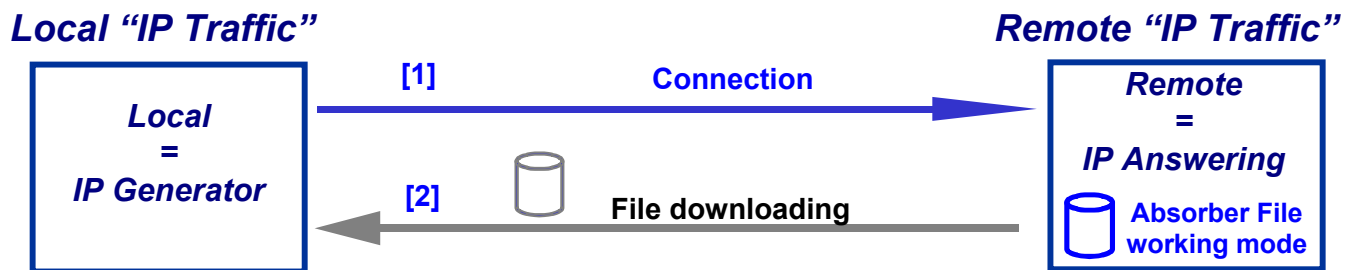 Local “IP Traffic”
Remote “IP Traffic”
[1]
Connection
Local
=
IP Generator
Remote
=
IP Answering
[2]
File downloading
Absorber File
working mode